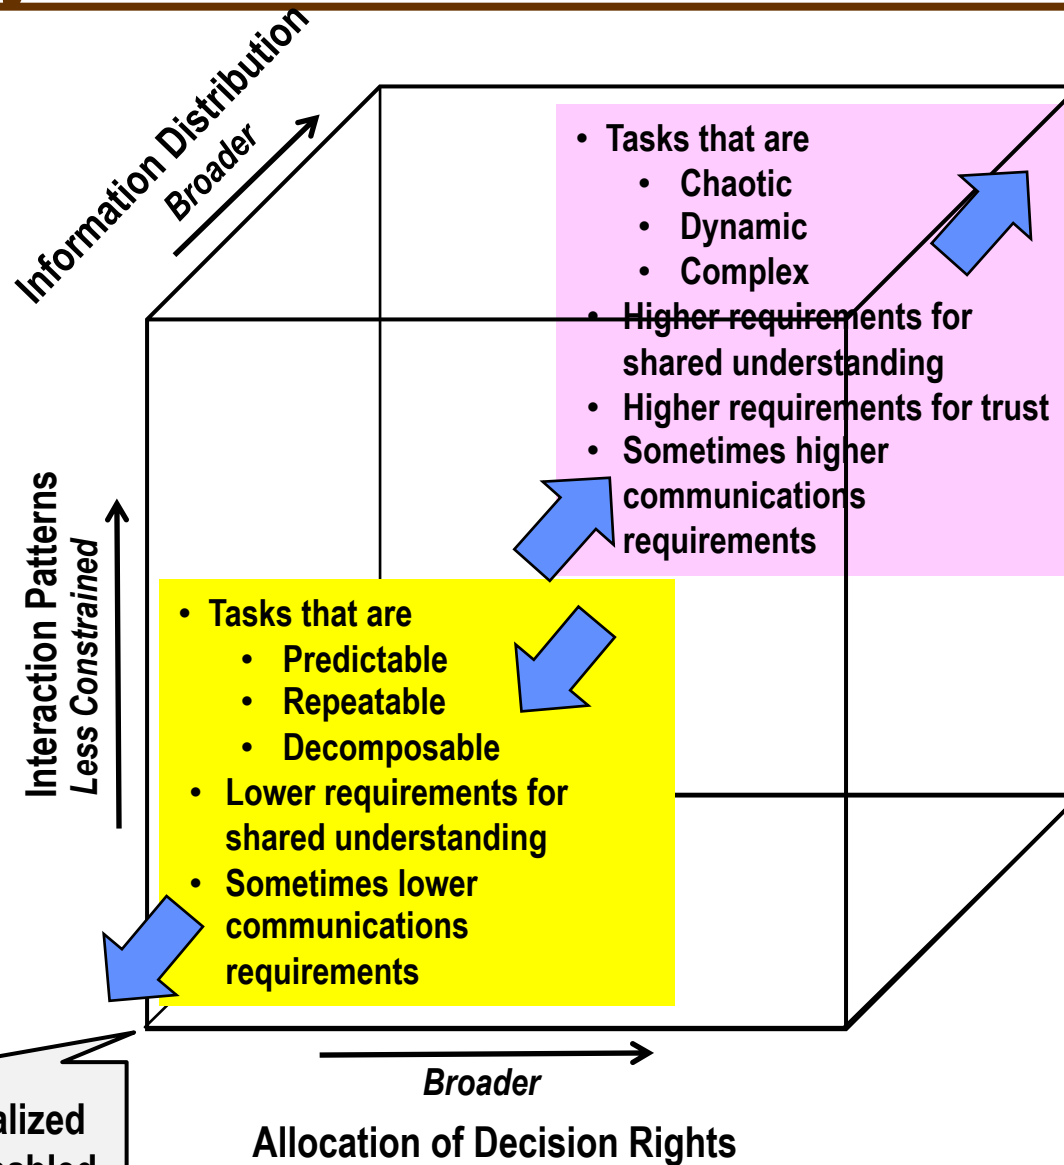 Information Distribution
Broader
• Tasks that are
• Chaotic
• Dynamic
• Complex
• Higher requirements for
shared understanding
• Higher requirements for trust
• Sometimes higher
communications
requirements
Interaction Patterns
Less Constrained
• Tasks that are
• Predictable
• Repeatable
• Decomposable
• Lower requirements for
shared understanding
• Sometimes lower
communications
requirements
Broader
Allocation of Decision Rights
alized